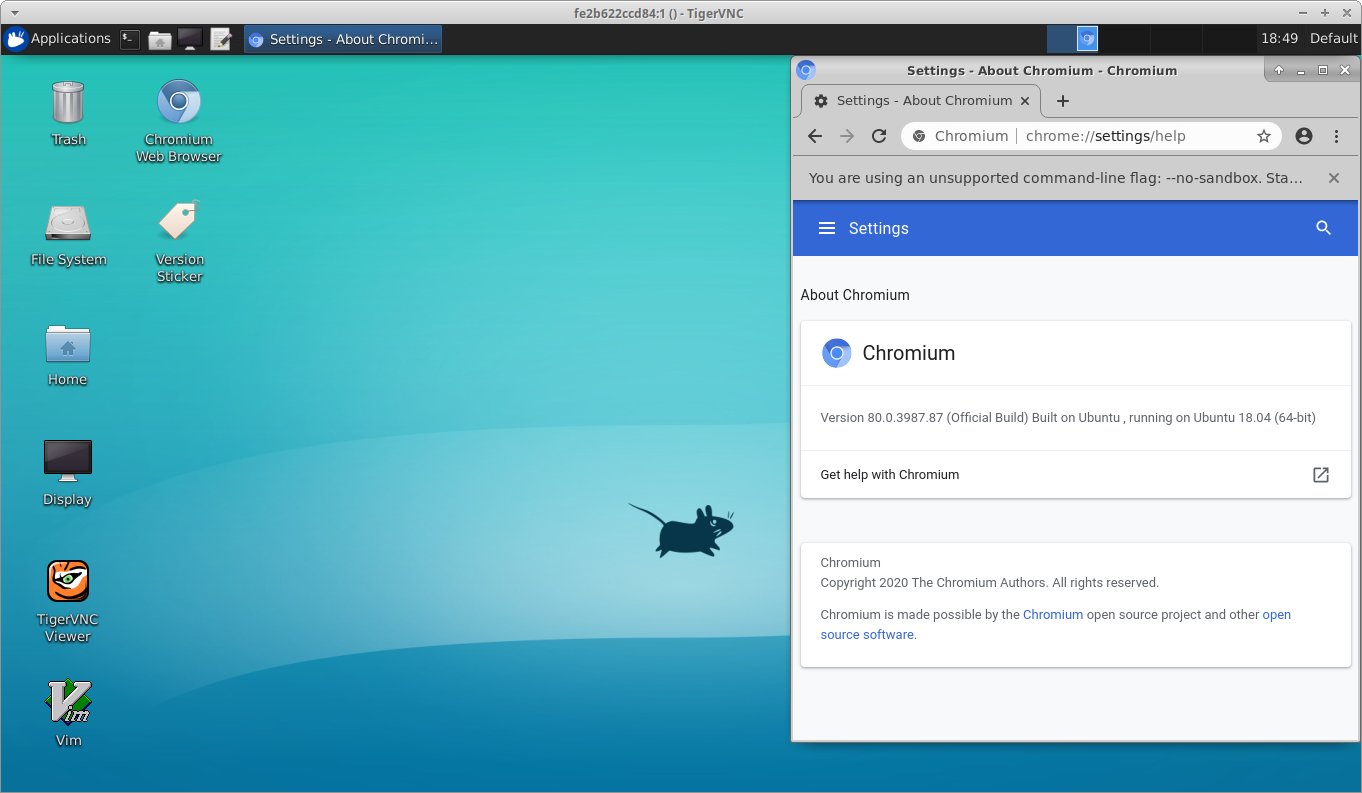 fe2b622ccd84:1 () - TigerVNC
Applications
Settings - About Chromi...
18:49 Default
Trash
Chromium
Web Browser
File System
Version
Sticker
Home
Display
TigerVNC
Viewer
Vim
Settings - About Chromium - Chromium
Settings - About Chromium
Chromium chrome://settings/help
You are using an unsupported command-line flag: --no-sandbox. Sta...
Settings
About Chromium
Chromium
Version 80.0.3987.87 (Official Build) Built on Ubuntu , running on Ubuntu 18.04 (64-bit)
Get help with Chromium
Chromium
Copyright 2020 The Chromium Authors. All rights reserved.
Chromium is made possible by the Chromium open source project and other open
source software.